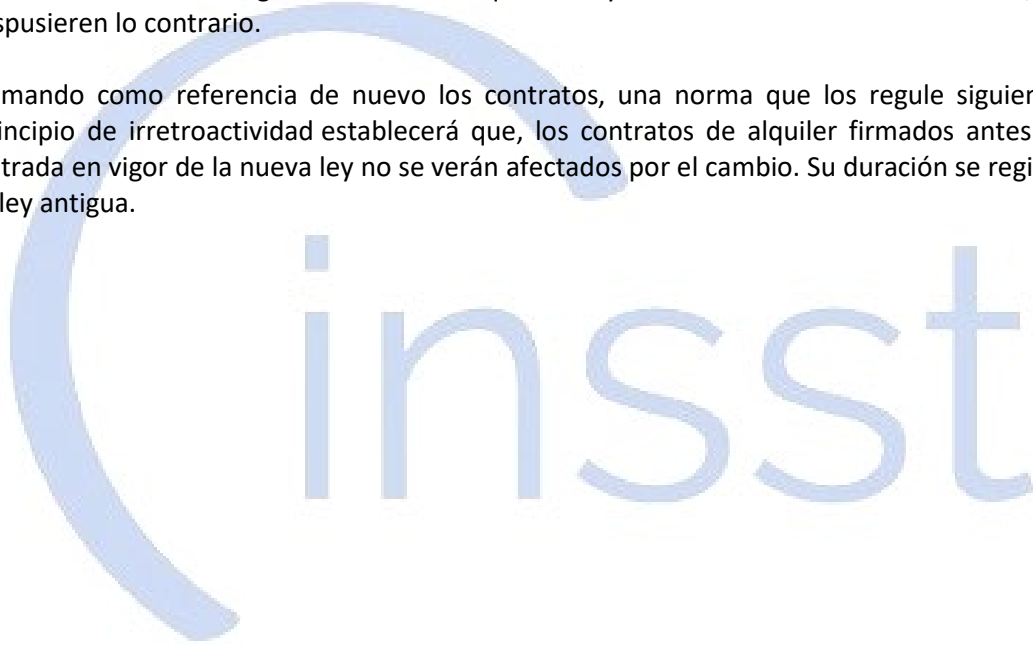 spusieren lo contrario.
mando como referencia de nuevo los contratos, una norma que los regule siguien
incipio de irretroactividad establecerá que, los contratos de alquiler firmados antes
trada en vigor de la nueva ley no se verán afectados por el cambio. Su duración se regi
ley antigua.
insst